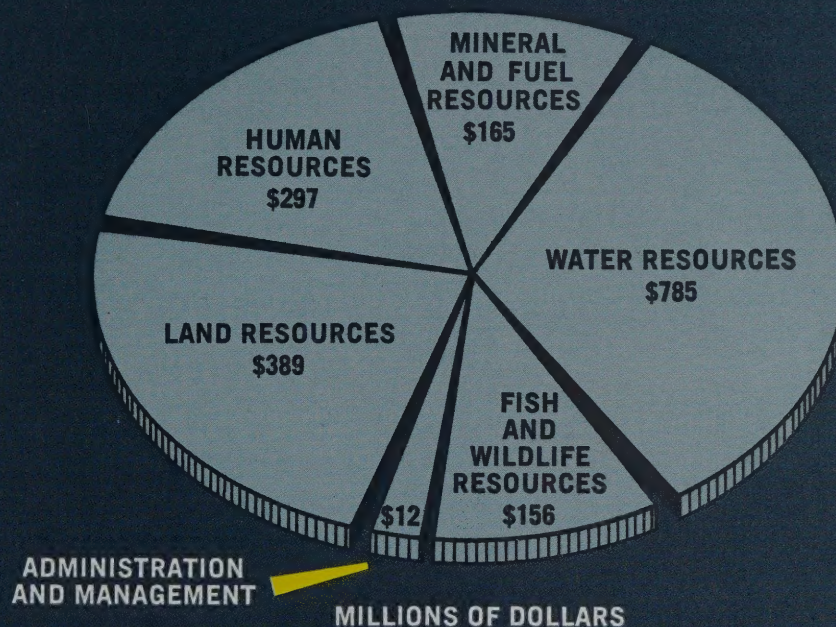 MINERAL
AND FUEL
RESOURCES
$165
HUMAN
RESOURCES
$297
WATER RESOURCES
$785
LAND RESOURCES
$389
FISH
AND
WILDLIFE
RESOURCES
$156
$12
ADMINISTRATION
AND MANAGEMENT
MILLIONS OF DOLLARS